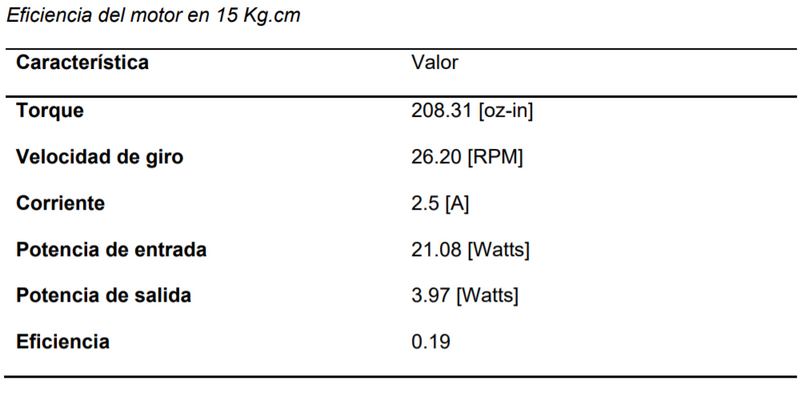 Eficiencia del motor en 15 Kg.cm
Característica Valor
Torque 208.31 [oz-in]
Velocidad de giro 26.20 [RPM]
Corriente 2.5 [A]
Potencia de entrada 21.08 [Watts]
Potencia de salida 3.97 [Watts]
Eficiencia 0.19